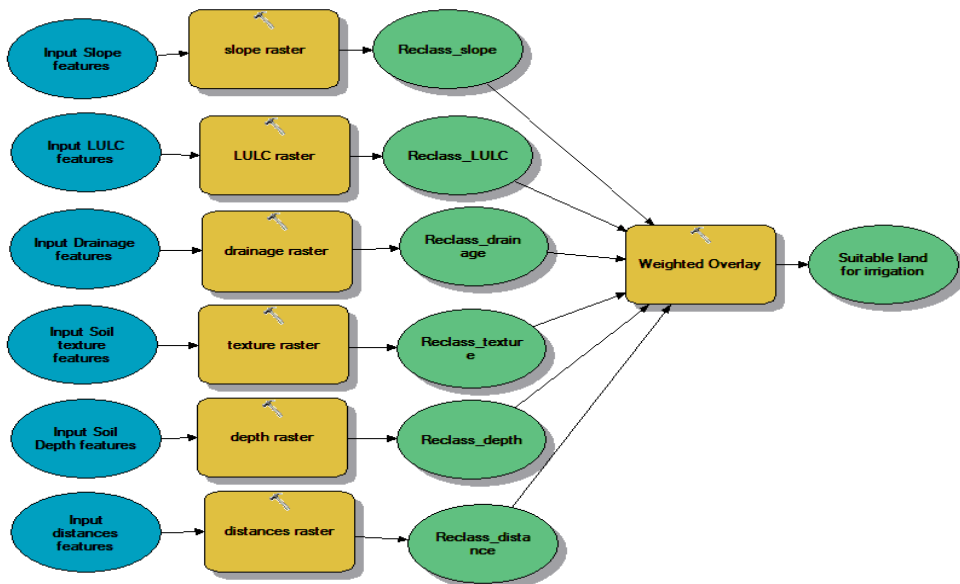 Input Slope
features
slope raster
Reclass_slope
Input LULC
features
LULC raster
Reclass_LULC
Input Drainage
features
drainage raster
Reclass_drain
age
Weighted Overlay
Suitable land
for irrigation
Input Soil
texture
features
texture raster
Reclass_textur
e
Input Soil
Depth features
depth raster
Reclass_depth
Input
distances
features
distances raster
Reclass_dista
nce